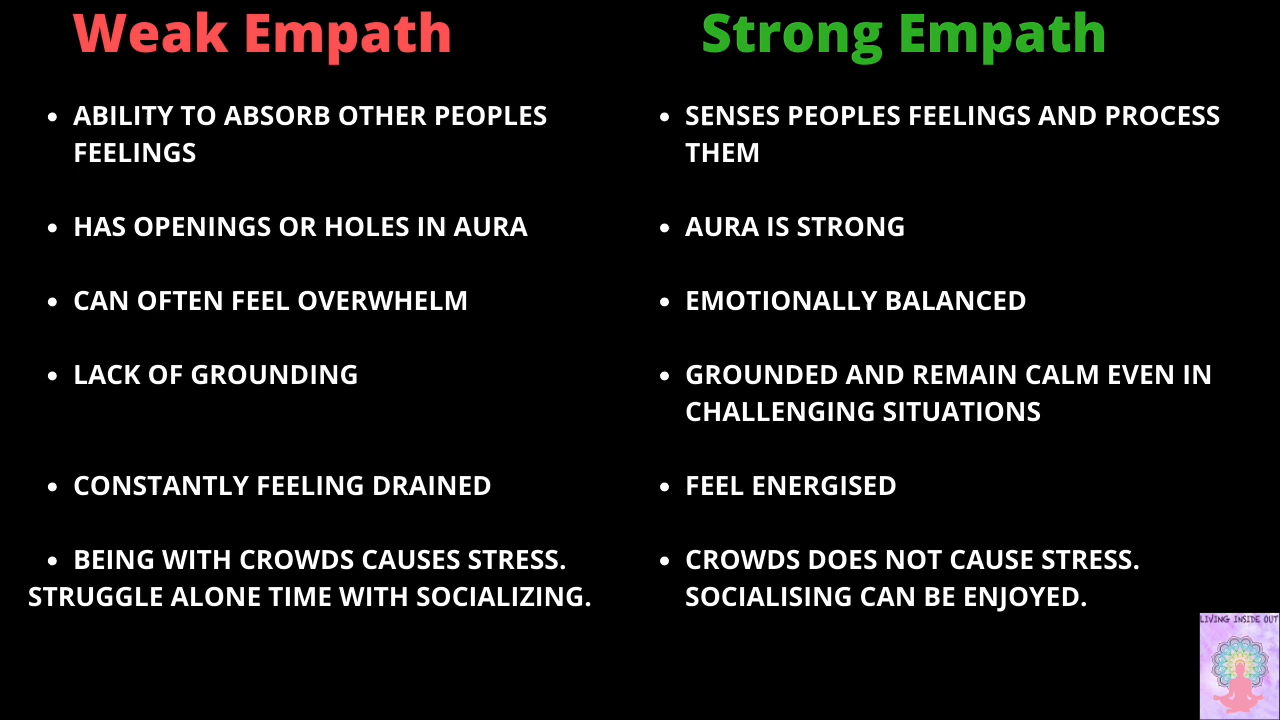 Weak Empath
• ABILITY TO ABSORB OTHER PEOPLES
FEELINGS
• HAS OPENINGS OR HOLES IN AURA
• CAN OFTEN FEEL OVERWHELM
• LACK OF GROUNDING
• CONSTANTLY FEELING DRAINED
• BEING WITH CROWDS CAUSES STRESS.
STRUGGLE ALONE TIME WITH SOCIALIZING.
Strong Empath
• SENSES PEOPLES FEELINGS AND PROCESS
THEM
• AURA IS STRONG
• EMOTIONALLY BALANCED
• GROUNDED AND REMAIN CALM EVEN IN
CHALLENGING SITUATIONS
• FEEL ENERGISED
• CROWDS DOES NOT CAUSE STRESS.
SOCIALISING CAN BE ENJOYED.
LIVING INSIDE OUT